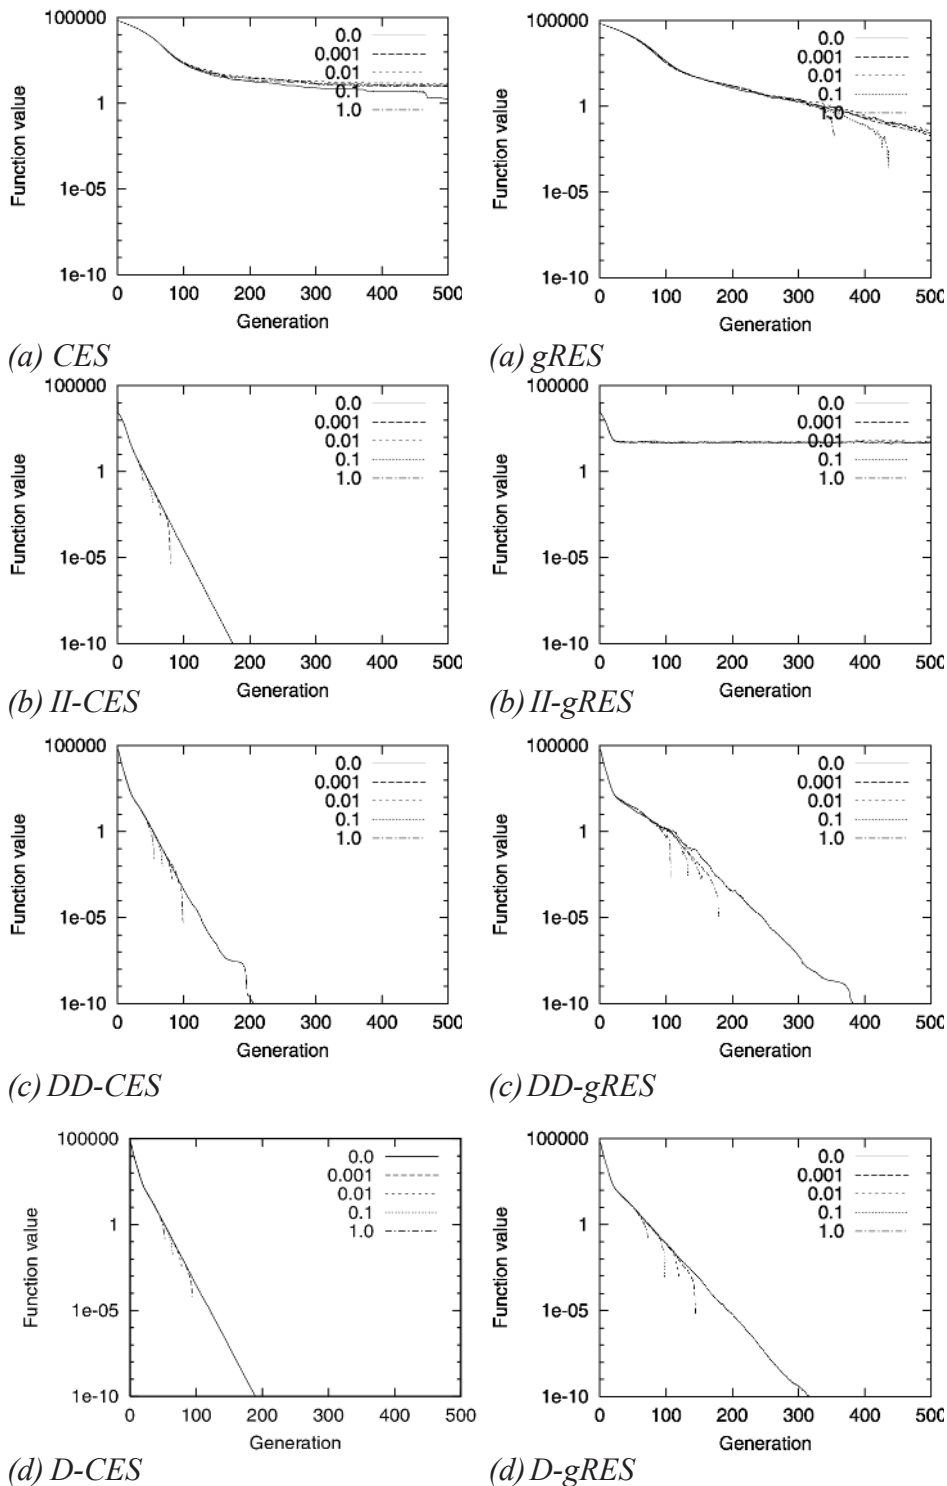 100000
1
1e-05
1e-10
Function value
0.0
0.001
0.01
0.1
1.0
0 100 200 300 400 500
Generation
(a) CES
100000
1
1e-05
1e-10
Function value
0.0
0.001
0.01
0.1
1.0
0 100 200 300 400 500
Generation
(a) gRES
100000
1
1e-05
1e-10
Function value
0.0
0.001
0.01
0.1
1.0
0 100 200 300 400 500
Generation
(b) II-CES
100000
1
1e-05
1e-10
Function value
0.0
0.001
0.01
0.1
1.0
0 100 200 300 400 500
Generation
(b) II-gRES
100000
1
1e-05
1e-10
Function value
0.0
0.001
0.01
0.1
1.0
0 100 200 300 400 500
Generation
(c) DD-CES
100000
1
1e-05
1e-10
Function value
0.0
0.001
0.01
0.1
1.0
0 100 200 300 400 500
Generation
(c) DD-gRES
100000
1
1e-05
1e-10
Function value
0.0
0.001
0.01
0.1
1.0
0 100 200 300 400 500
Generation
(d) D-CES
100000
1
1e-05
1e-10
Function value
0.0
0.001
0.01
0.1
1.0
0 100 200 300 400 500
Generation
(d) D-gRES